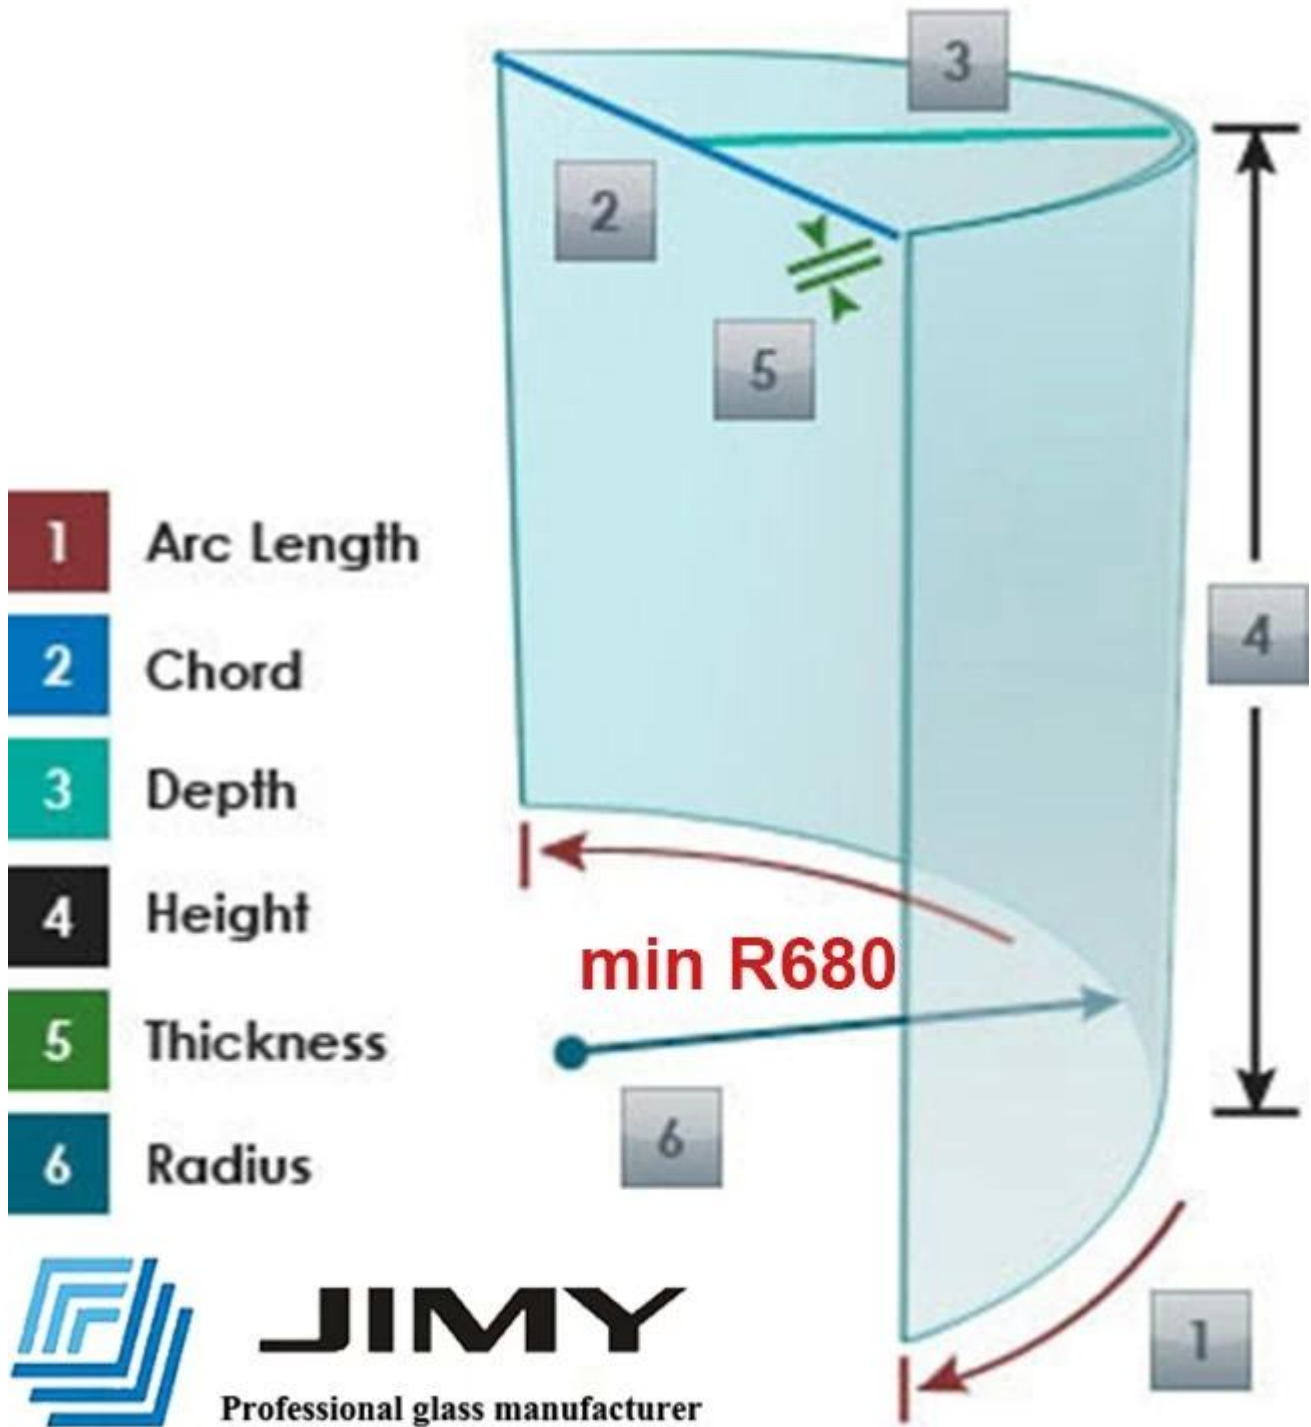 3
2
5
4
1 Arc Length
2 Chord
3 Depth
4 Height
5 Thickness
6 Radius
min R680
6
1
JIMY
Professional glass manufacturer